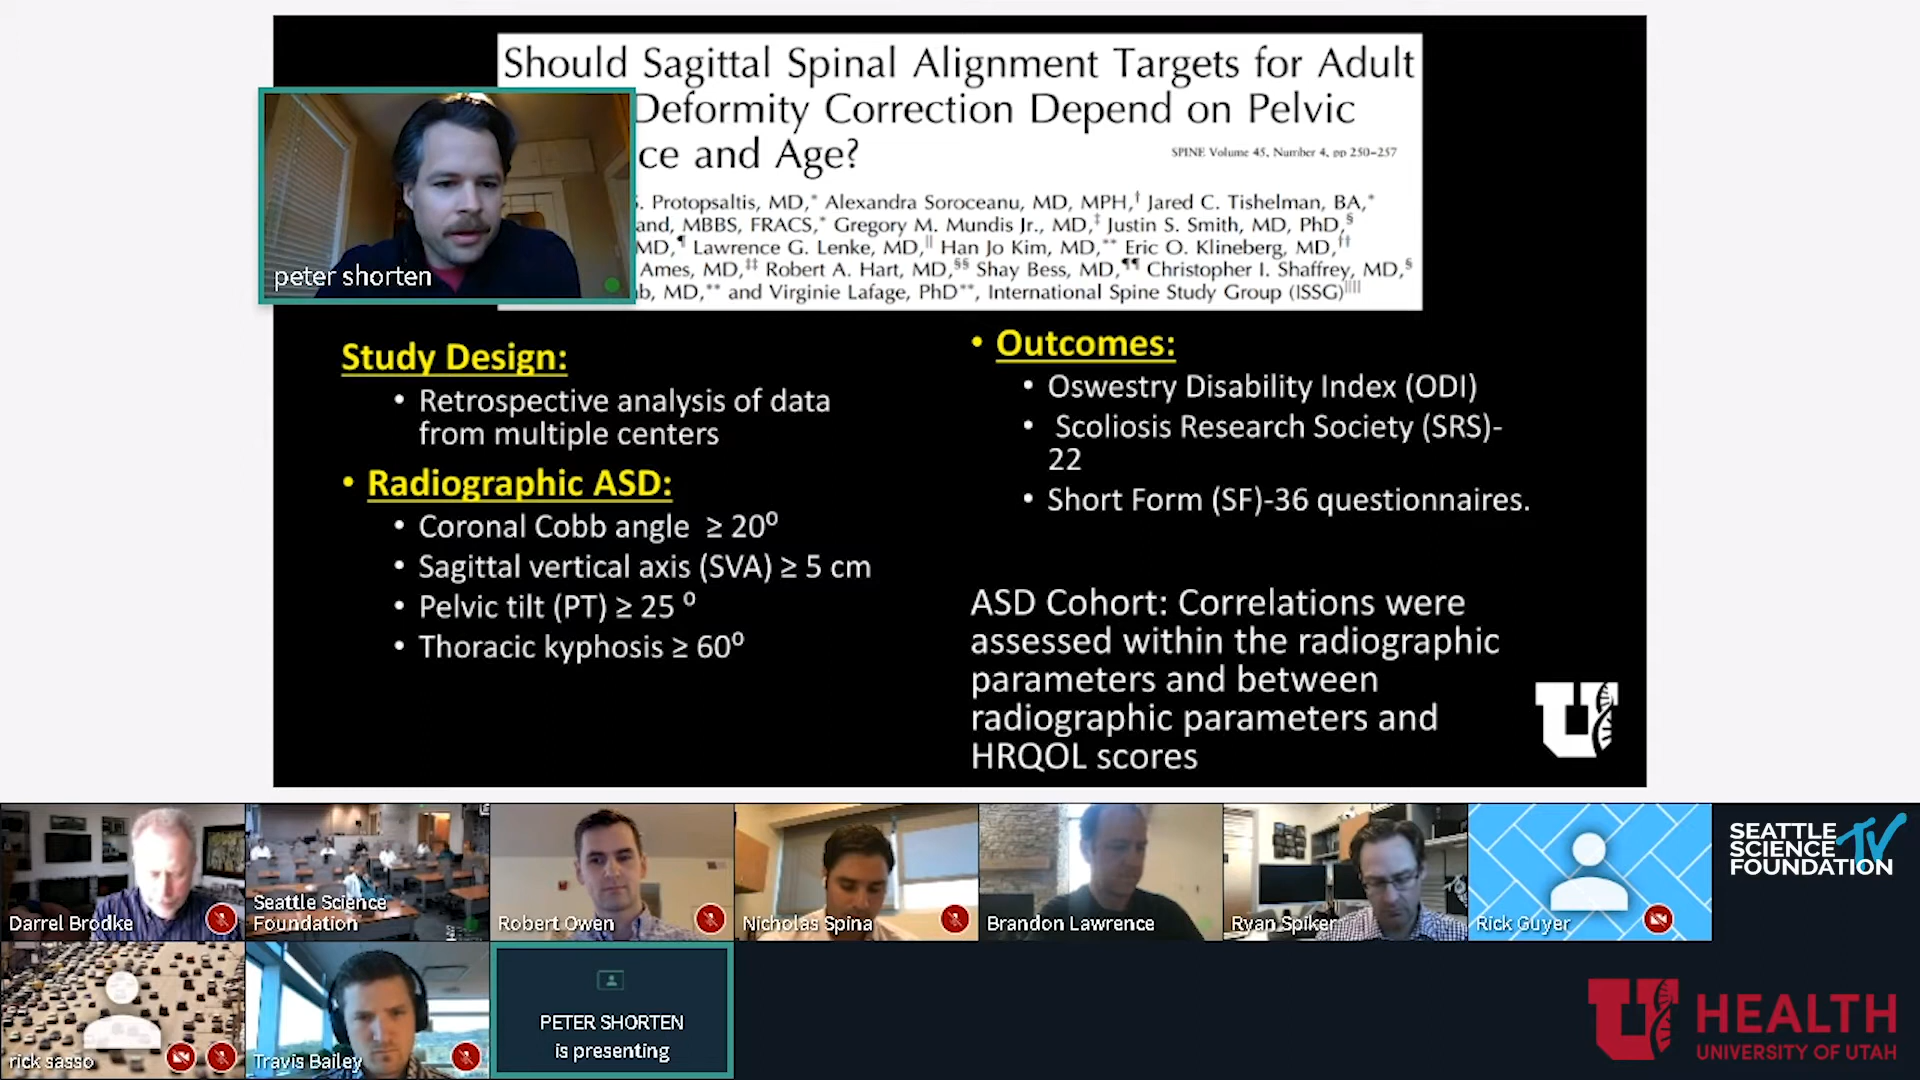 Should Sagittal Spinal Alignment Targets for Adult
Deformity Correction Depend on Pelvic
ce and Age?
SPINE Volume 45, Number 4, pp 250–257
S. Protopsaltis, MD,* Alexandra Soroceanu, MD, MPH,† Jared C. Tishelman, BA,*
and, MBBS, FRACS,* Gregory M. Mundis Jr., MD,‡ Justin S. Smith, MD, PhD,§
MD,¶ Lawrence G. Lenke, MD,|| Han Jo Kim, MD,** Eric O. Klineberg, MD,††
Ames, MD,‡‡ Robert A. Hart, MD,§§ Shay Bess, MD,¶¶ Christopher I. Shaffrey, MD,§
b, MD,** and Virginie Lafage, PhD**, International Spine Study Group (ISSG)||||
peter shorten
Study Design:
• Retrospective analysis of data
from multiple centers
• Radiographic ASD:
• Coronal Cobb angle ≥ 20⁰
• Sagittal vertical axis (SVA) ≥ 5 cm
• Pelvic tilt (PT) ≥ 25 ⁰
• Thoracic kyphosis ≥ 60⁰
• Outcomes:
• Oswestry Disability Index (ODI)
• Scoliosis Research Society (SRS)-
22
• Short Form (SF)-36 questionnaires.
ASD Cohort: Correlations were
assessed within the radiographic
parameters and between
radiographic parameters and
HRQOL scores
U
Darrel Brodke
Seattle Science
Foundation
Robert Owen
Nicholas Spina
Brandon Lawrence
Ryan Spiker
Rick Guyer
SEATTLE
SCIENCE TV
FOUNDATION
rick sasso
Travis Bailey
PETER SHORTEN
is presenting
U HEALTH
UNIVERSITY OF UTAH